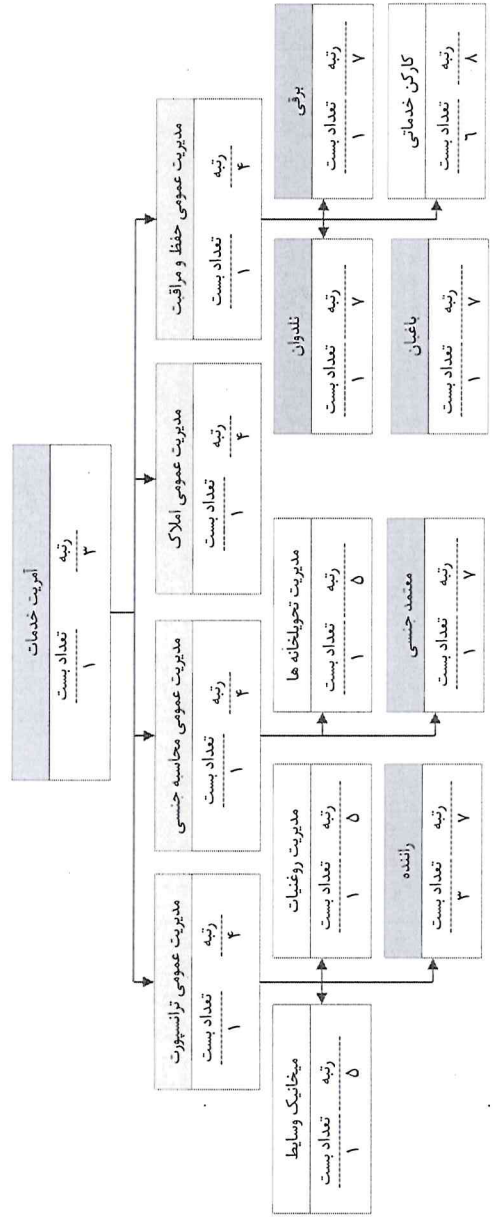 آمریت خدمات
رتبه تعداد بست
۳ ۱
مدیریت عمومی حفظ و مراقبت
رتبه تعداد بست
۴ ۱
مدیریت عمومی املاک
رتبه تعداد بست
۴ ۱
مدیریت عمومی محاسبه جنسی
رتبه تعداد بست
۴ ۱
مدیریت عمومی ترانسپورت
رتبه تعداد بست
۴ ۱
برقی
رتبه تعداد بست
۷ ۱
نلدوان
رتبه تعداد بست
۷ ۱
مدیریت تحویلخانه ها
رتبه تعداد بست
۵ ۱
مدیریت روغنیات
رتبه تعداد بست
۵ ۱
میخانیک وسایط
رتبه تعداد بست
۵ ۱
کارکن خدماتی
رتبه تعداد بست
۸ ٦
باغبان
رتبه تعداد بست
۷ ۱
معتمد جنسی
رتبه تعداد بست
۷ ۱
راننده
رتبه تعداد بست
۷ ۳